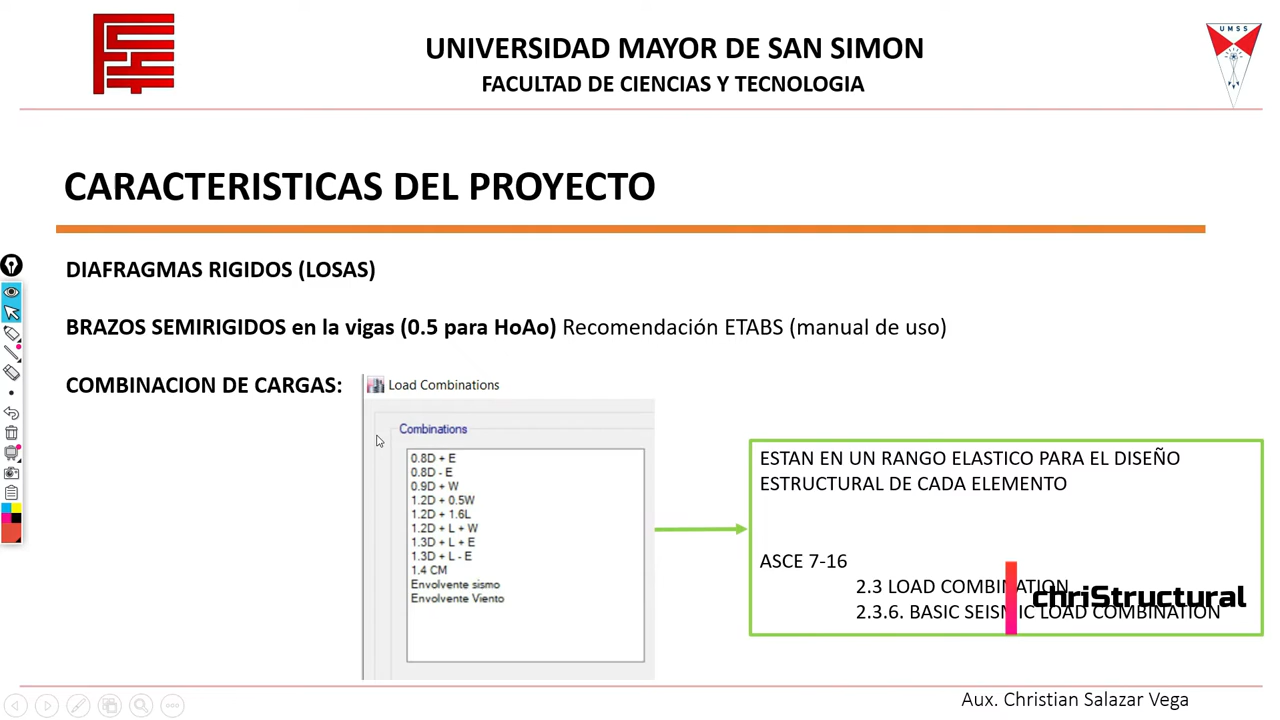 UMSS
UNIVERSIDAD MAYOR DE SAN SIMON
FACULTAD DE CIENCIAS Y TECNOLOGIA
CARACTERISTICAS DEL PROYECTO
DIAFRAGMAS RIGIDOS (LOSAS)
BRAZOS SEMIRIGIDOS en la vigas (0.5 para HoAo) Recomendación ETABS (manual de uso)
COMBINACION DE CARGAS:
Load Combinations
Combinations
0.8D + E
0.8D - E
0.9D + W
1.2D + 0.5W
1.2D + 1.6L
1.2D + L + W
1.3D + L + E
1.3D + L - E
1.4 CM
Envolvente sismo
Envolvente Viento
ESTAN EN UN RANGO ELASTICO PARA EL DISEÑO
ESTRUCTURAL DE CADA ELEMENTO
ASCE 7-16
2.3 LOAD COMBINATION
2.3.6. BASIC SEISMIC LOAD COMBINATION
chriStructural
Aux. Christian Salazar Vega